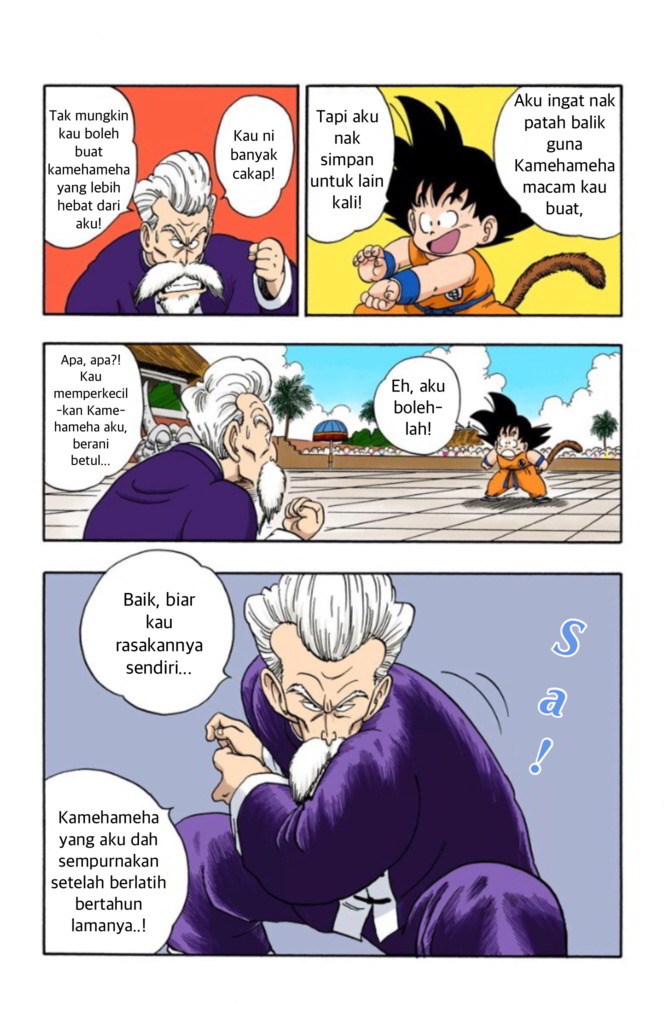 Aku ingat nak
patah balik
guna
Kamehameha
macam kau
buat,
Tapi aku
nak
simpan
untuk lain
kali!
Kau ni
banyak
cakap!
Tak mungkin
kau boleh
buat
kamehameha
yang lebih
hebat dari
aku!
Eh, aku
boleh-
lah!
Apa, apa?!
Kau
memperkecil
-kan Kame-
hameha aku,
berani
betul...
Sa!
Baik, biar
kau
rasakannya
sendiri...
Kamehameha
yang aku dah
sempurnakan
setelah berlatih
bertahun
lamanya..!